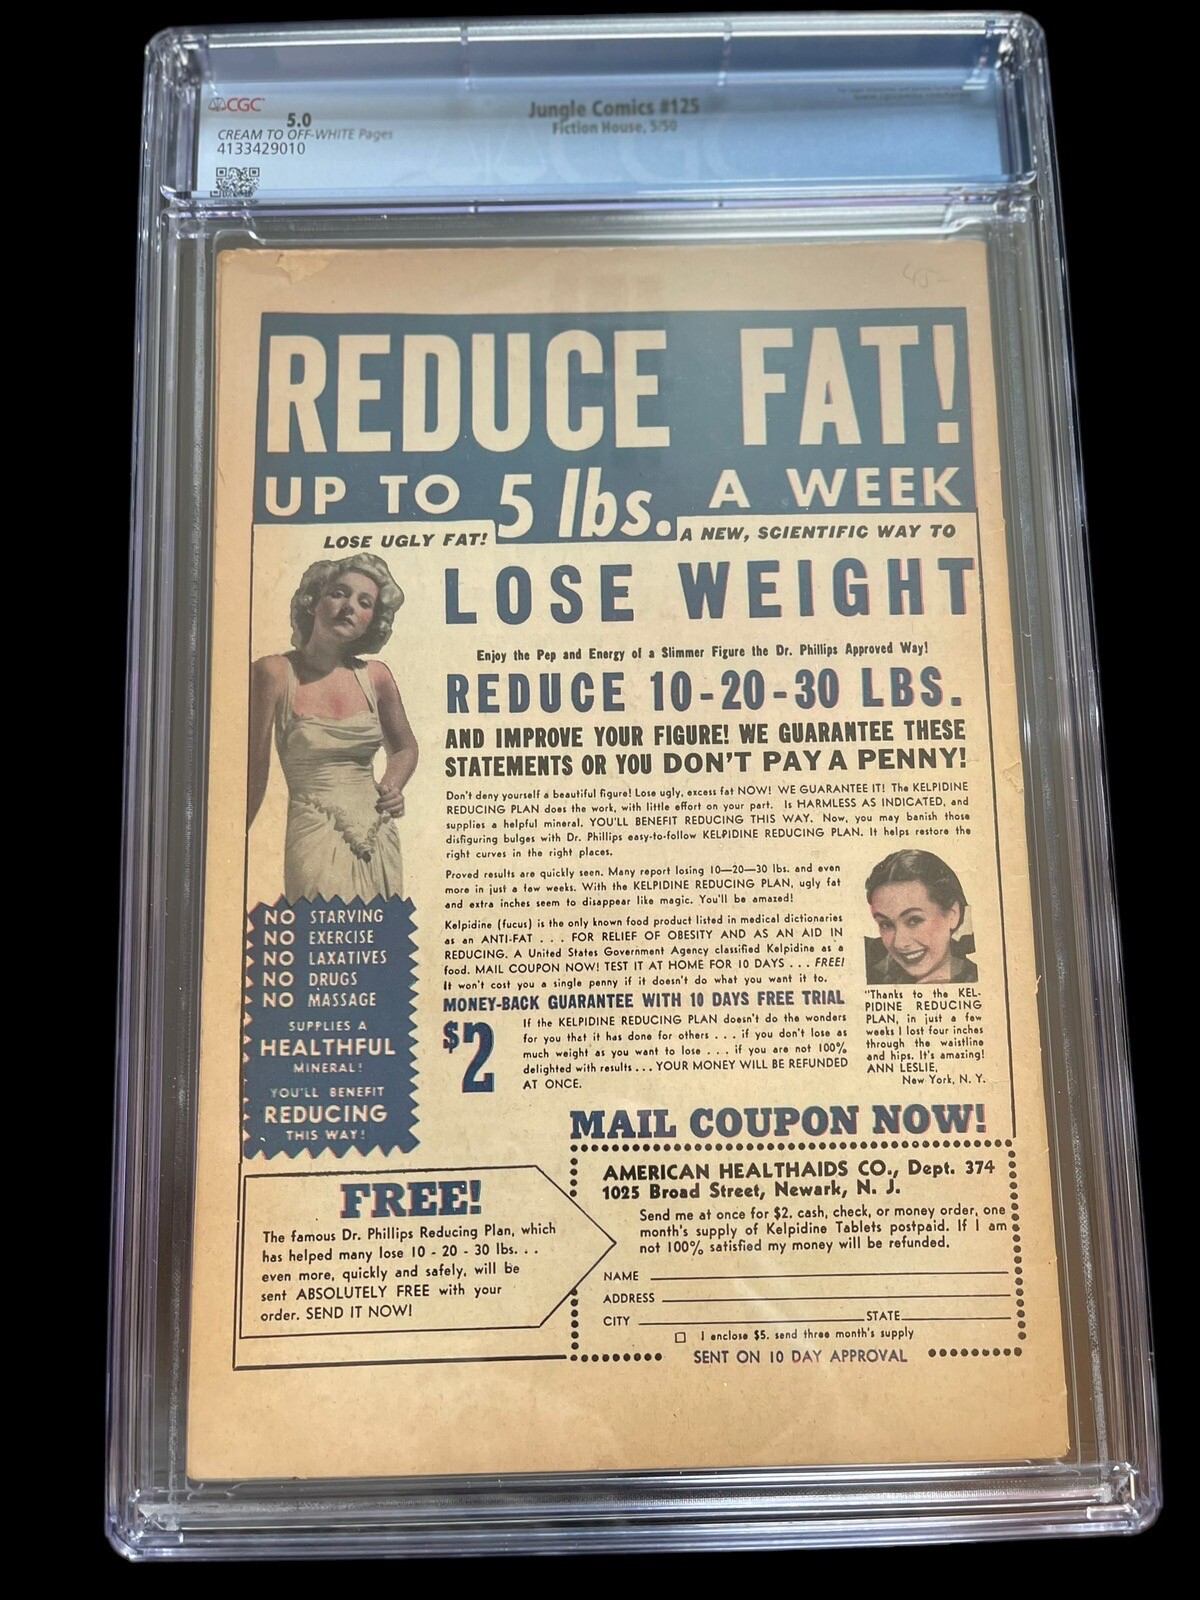 CGC
5.0
CREAM TO OFF-WHITE Pages
4133429010
Jungle Comics #125
Fiction House, 5/50
CGC
45-
REDUCE FAT!
UP TO 5 lbs. A WEEK
LOSE UGLY FAT!
A NEW, SCIENTIFIC WAY TO
LOSE WEIGHT
Enjoy the Pep and Energy of a Slimmer Figure the Dr. Phillips Approved Way!
REDUCE 10-20-30 LBS.
AND IMPROVE YOUR FIGURE! WE GUARANTEE THESE
STATEMENTS OR YOU DON'T PAY A PENNY!
Don't deny yourself a beautiful figure! Lose ugly, excess fat NOW! WE GUARANTEE IT! The KELPIDINE
REDUCING PLAN does the work, with little effort on your part. Is HARMLESS AS INDICATED, and
supplies a helpful mineral. YOU'LL BENEFIT REDUCING THIS WAY. Now, you may banish those
disfiguring bulges with Dr. Phillips easy-to-follow KELPIDINE REDUCING PLAN. It helps restore the
right curves in the right places.
Proved results are quickly seen. Many report losing 10—20—30 lbs. and even
more in just a few weeks. With the KELPIDINE REDUCING PLAN, ugly fat
and extra inches seem to disappear like magic. You'll be amazed!
Kelpidine (fucus) is the only known food product listed in medical dictionaries
as an ANTI-FAT . . . FOR RELIEF OF OBESITY AND AS AN AID IN
REDUCING. A United States Government Agency classified Kelpidine as a
food. MAIL COUPON NOW! TEST IT AT HOME FOR 10 DAYS . . . FREE!
It won't cost you a single penny if it doesn't do what you want it to.
MONEY-BACK GUARANTEE WITH 10 DAYS FREE TRIAL
$2
If the KELPIDINE REDUCING PLAN doesn't do the wonders
for you that it has done for others . . . if you don't lose as
much weight as you want to lose . . . if you are not 100%
delighted with results . . . YOUR MONEY WILL BE REFUNDED
AT ONCE.
"Thanks to the KEL-
PIDINE REDUCING
PLAN, in just a few
weeks I lost four inches
through the waistline
and hips. It's amazing!
ANN LESLIE,
New York, N. Y.
NO STARVING
NO EXERCISE
NO LAXATIVES
NO DRUGS
NO MASSAGE
SUPPLIES A
HEALTHFUL
MINERAL!
YOU'LL BENEFIT
REDUCING
THIS WAY!
MAIL COUPON NOW!
FREE!
The famous Dr. Phillips Reducing Plan, which
has helped many lose 10 - 20 - 30 lbs. . .
even more, quickly and safely, will be
sent ABSOLUTELY FREE with your
order. SEND IT NOW!
AMERICAN HEALTHAIDS CO., Dept. 374
1025 Broad Street, Newark, N. J.
Send me at once for $2. cash, check, or money order, one
month's supply of Kelpidine Tablets postpaid. If I am
not 100% satisfied my money will be refunded.
NAME
ADDRESS
CITY STATE
I enclose $5. send three month's supply
SENT ON 10 DAY APPROVAL